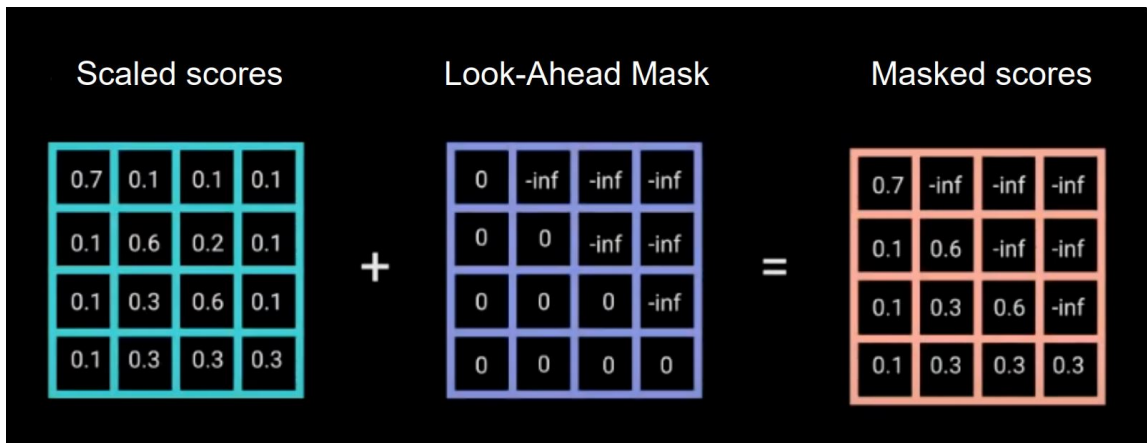 Scaled scores Look-Ahead Mask Masked scores
0.7 0.1 0.1 0.1 0 -inf -inf -inf 0.7 -inf -inf -inf
0.1 0.6 0.2 0.1 0 0 -inf -inf 0.1 0.6 -inf -inf
+ =
0.1 0.3 0.6 0.1 0 0 0 -inf 0.1 0.3 0.6 -inf
0.1 0.3 0.3 0.3 0 0 0 0 0.1 0.3 0.3 0.3